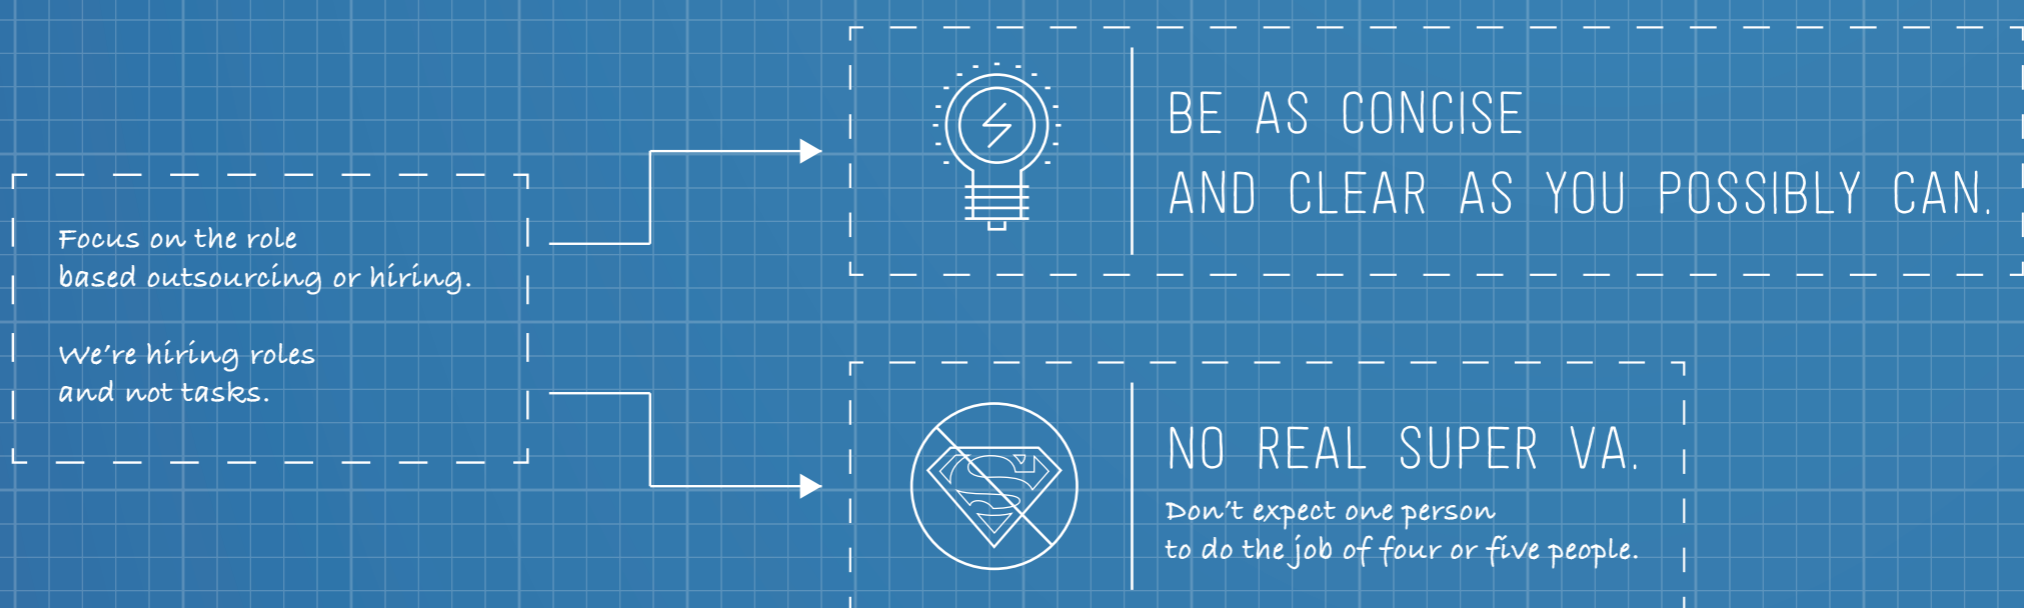 Focus on the role
based outsourcing or hiring.
We're hiring roles
and not tasks.
BE AS CONCISE
AND CLEAR AS YOU POSSIBLY CAN.
NO REAL SUPER VA.
Don't expect one person
to do the job of four or five people.